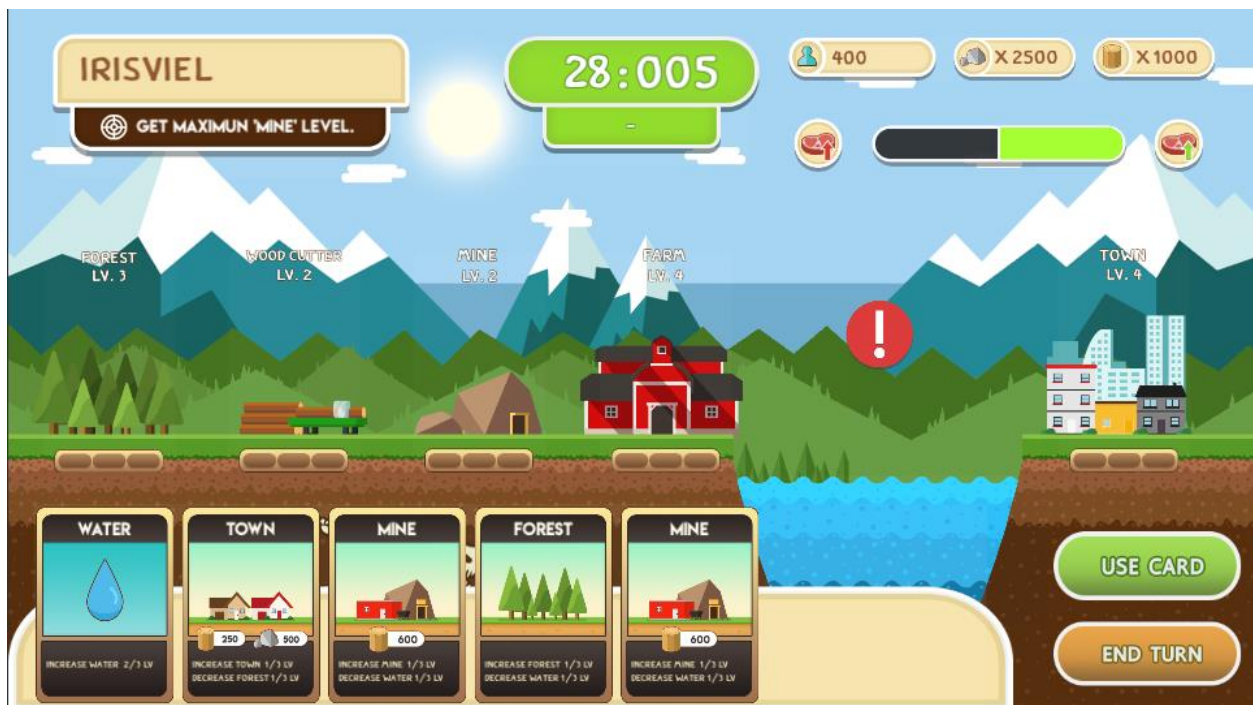 IRISVIEL
GET MAXIMUN 'MINE' LEVEL.
28:005
-
400
X 2500
X 1000
FOREST
LV. 3
WOOD CUTTER
LV. 2
MINE
LV. 2
FARM
LV. 4
TOWN
LV. 4
!
WATER
INCREASE WATER 2/3 LV
TOWN
250
500
INCREASE TOWN 1/3 LV
DECREASE FOREST 1/3 LV
MINE
600
INCREASE MINE 1/3 LV
DECREASE WATER 1/3 LV
FOREST
INCREASE FOREST 1/3 LV
DECREASE WATER 1/3 LV
MINE
600
INCREASE MINE 1/3 LV
DECREASE WATER 1/3 LV
USE CARD
END TURN